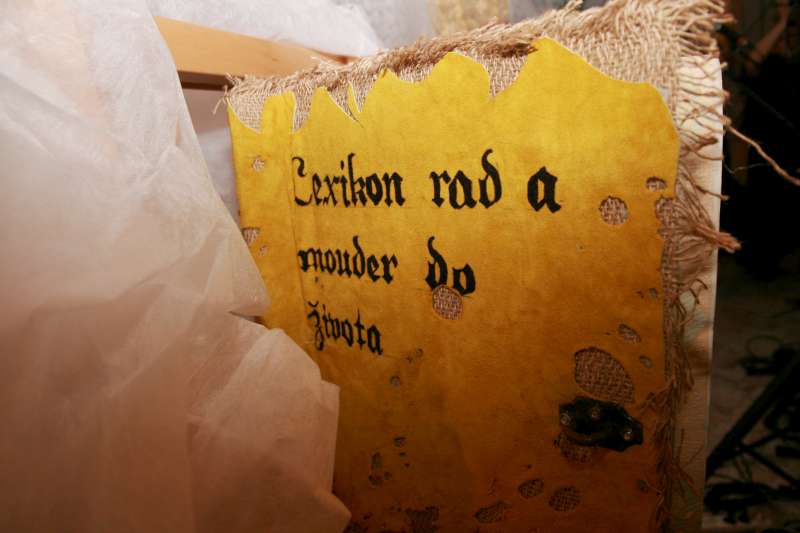 Lexikon rad a
mouder do
života